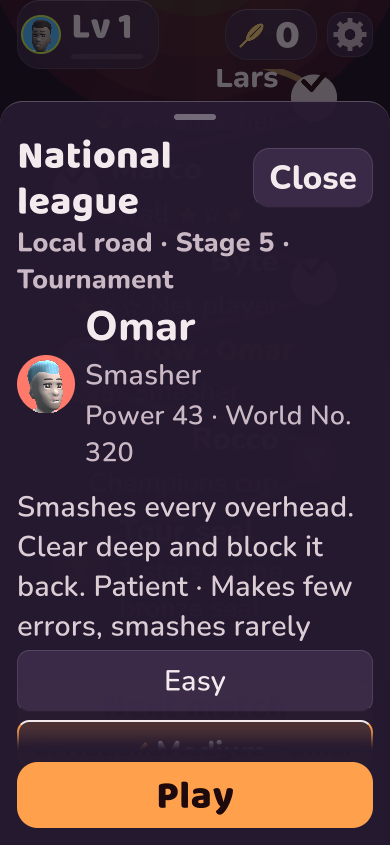 Lv 1
0
Lars
National
league
Close
Local road · Stage 5 ·
Tournament
Omar
Smasher
Power 43 · World No.
320
Smashes every overhead.
Clear deep and block it
back. Patient · Makes few
errors, smashes rarely
Easy
✓ Medium
Play